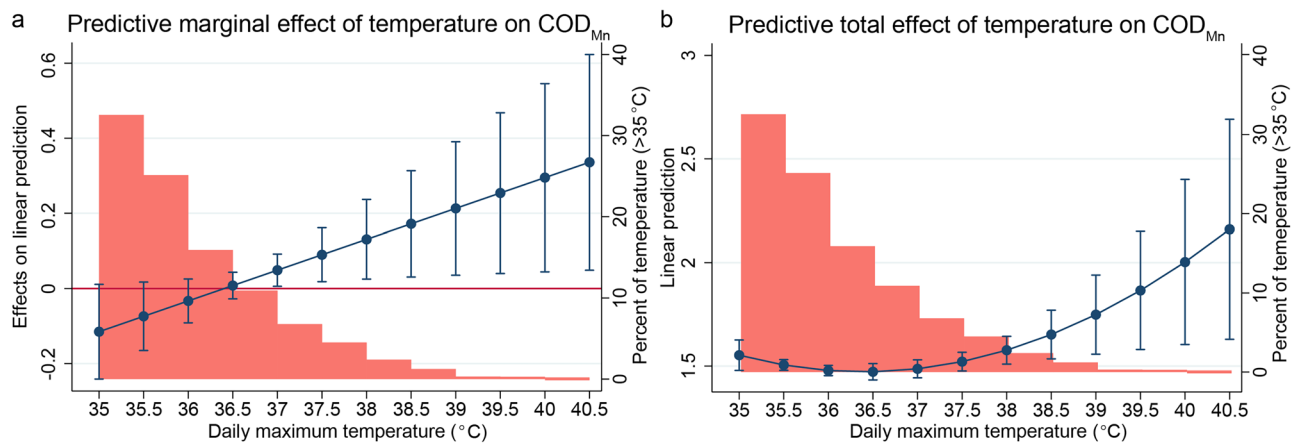 a
Predictive marginal effect of temperature on COD_Mn
Effects on linear prediction
0.6
0.4
0.2
0
-0.2
40
30
20
10
0
Percent of temeperature (>35 °C)
35 35.5 36 36.5 37 37.5 38 38.5 39 39.5 40 40.5
Daily maximum temperature (°C)
b
Predictive total effect of temperature on COD_Mn
Linear prediction
3
2.5
2
1.5
40
30
20
10
0
Percent of temeperature (>35 °C)
35 35.5 36 36.5 37 37.5 38 38.5 39 39.5 40 40.5
Daily maximum temperature (°C)